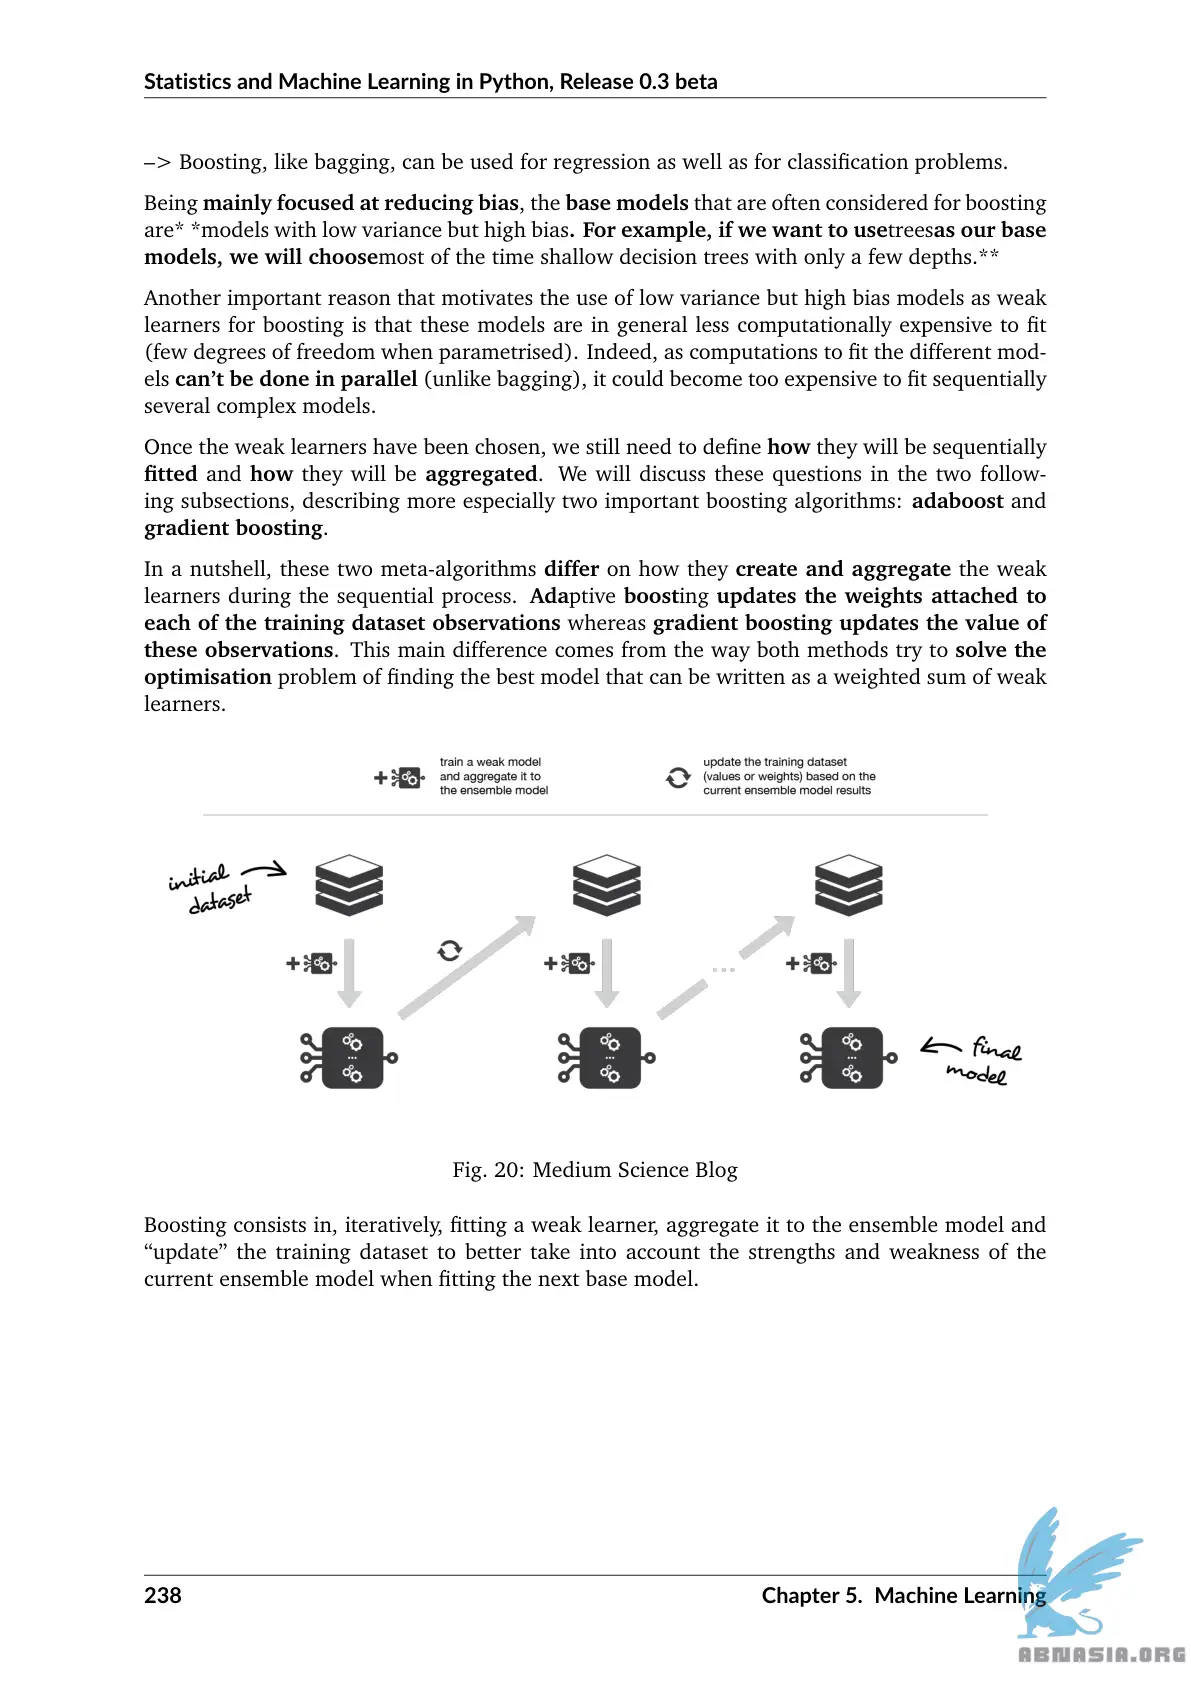 Statistics and Machine Learning in Python, Release 0.3 beta
–> Boosting, like bagging, can be used for regression as well as for classification problems.
Being mainly focused at reducing bias, the base models that are often considered for boosting
are* *models with low variance but high bias. For example, if we want to usetreesas our base
models, we will choosemost of the time shallow decision trees with only a few depths.**
Another important reason that motivates the use of low variance but high bias models as weak
learners for boosting is that these models are in general less computationally expensive to fit
(few degrees of freedom when parametrised). Indeed, as computations to fit the different mod-
els can’t be done in parallel (unlike bagging), it could become too expensive to fit sequentially
several complex models.
Once the weak learners have been chosen, we still need to define how they will be sequentially
fitted and how they will be aggregated. We will discuss these questions in the two follow-
ing subsections, describing more especially two important boosting algorithms: adaboost and
gradient boosting.
In a nutshell, these two meta-algorithms differ on how they create and aggregate the weak
learners during the sequential process. Adaptive boosting updates the weights attached to
each of the training dataset observations whereas gradient boosting updates the value of
these observations. This main difference comes from the way both methods try to solve the
optimisation problem of finding the best model that can be written as a weighted sum of weak
learners.
train a weak model
and aggregate it to
the ensemble model
update the training dataset
(values or weights) based on the
current ensemble model results
initial
dataset
final
model
Fig. 20: Medium Science Blog
Boosting consists in, iteratively, fitting a weak learner, aggregate it to the ensemble model and
“update” the training dataset to better take into account the strengths and weakness of the
current ensemble model when fitting the next base model.
238
Chapter 5. Machine Learning
ABNASIA.ORG